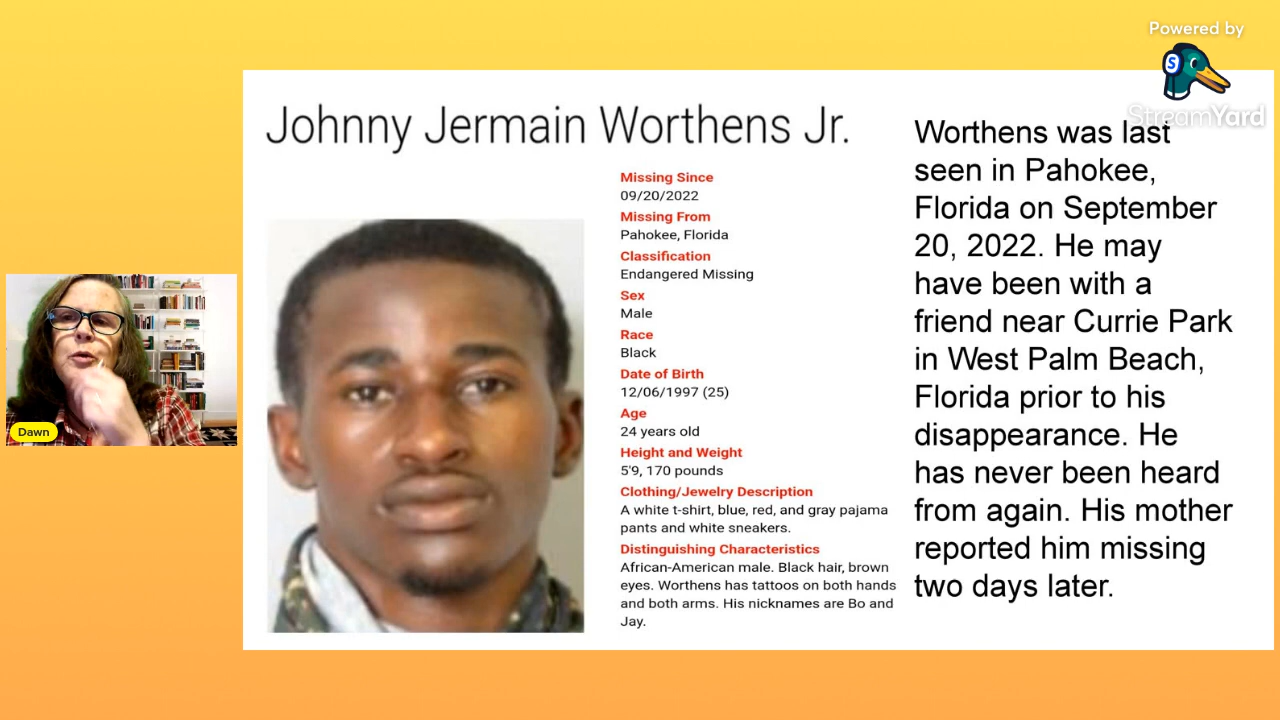 Powered by
StreamYard
Johnny Jermain Worthens Jr.
Missing Since
09/20/2022
Missing From
Pahokee, Florida
Classification
Endangered Missing
Sex
Male
Race
Black
Date of Birth
12/06/1997 (25)
Age
24 years old
Height and Weight
5'9, 170 pounds
Clothing/Jewelry Description
A white t-shirt, blue, red, and gray pajama
pants and white sneakers.
Distinguishing Characteristics
African-American male. Black hair, brown
eyes. Worthens has tattoos on both hands
and both arms. His nicknames are Bo and
Jay.
Worthens was last
seen in Pahokee,
Florida on September
20, 2022. He may
have been with a
friend near Currie Park
in West Palm Beach,
Florida prior to his
disappearance. He
has never been heard
from again. His mother
reported him missing
two days later.
Dawn